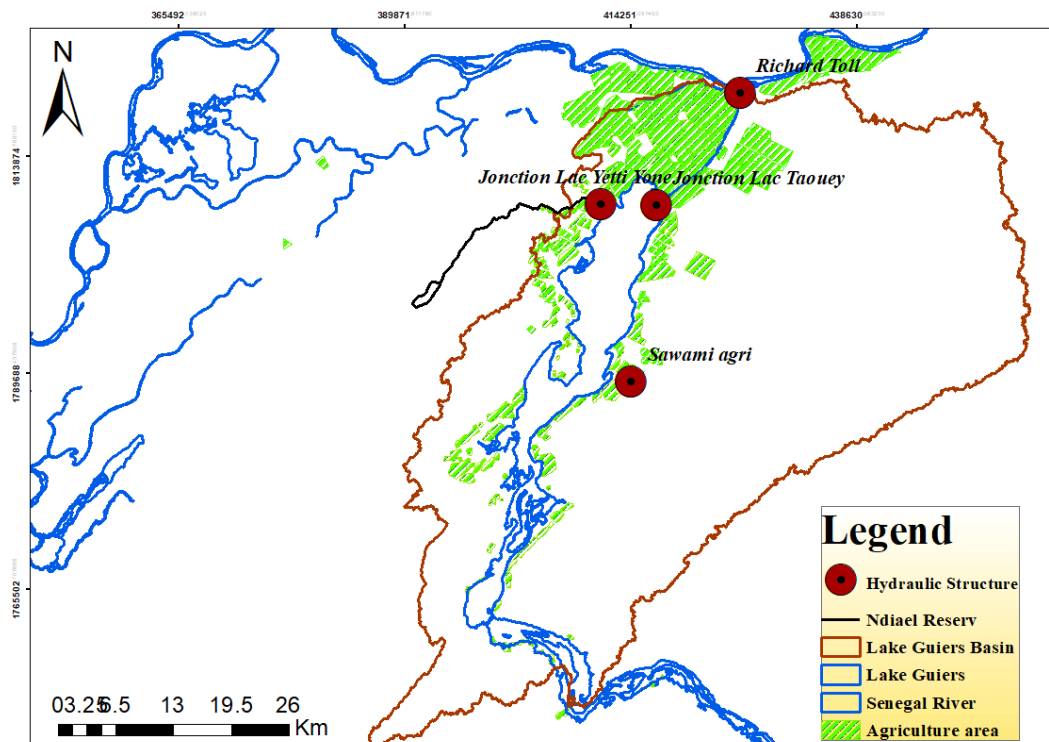 365492 389871 414251 438630
N
Richard Toll
1813874
Jonction Lac Yetti Yone Jonction Lac Taouey
Sawami agri
1789688
1765502
Legend
Hydraulic Structure
Ndiael Reserv
Lake Guiers Basin
Lake Guiers
Senegal River
Agriculture area
03.25 6.5 13 19.5 26
Km